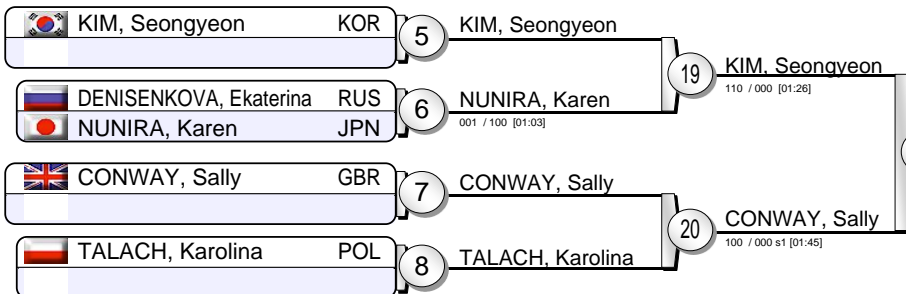 KIM, Seongyeon KOR
5
KIM, Seongyeon
19
KIM, Seongyeon
110 / 000 [01:26]
DENISENKOVA, Ekaterina RUS
NUNIRA, Karen JPN
6
NUNIRA, Karen
001 / 100 [01:03]
CONWAY, Sally GBR
7
CONWAY, Sally
20
CONWAY, Sally
100 / 000 s1 [01:45]
TALACH, Karolina POL
8
TALACH, Karolina